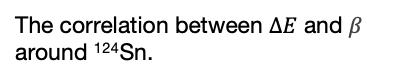 The correlation between Δ𝐸 and 𝛽
around ¹²⁴Sn.